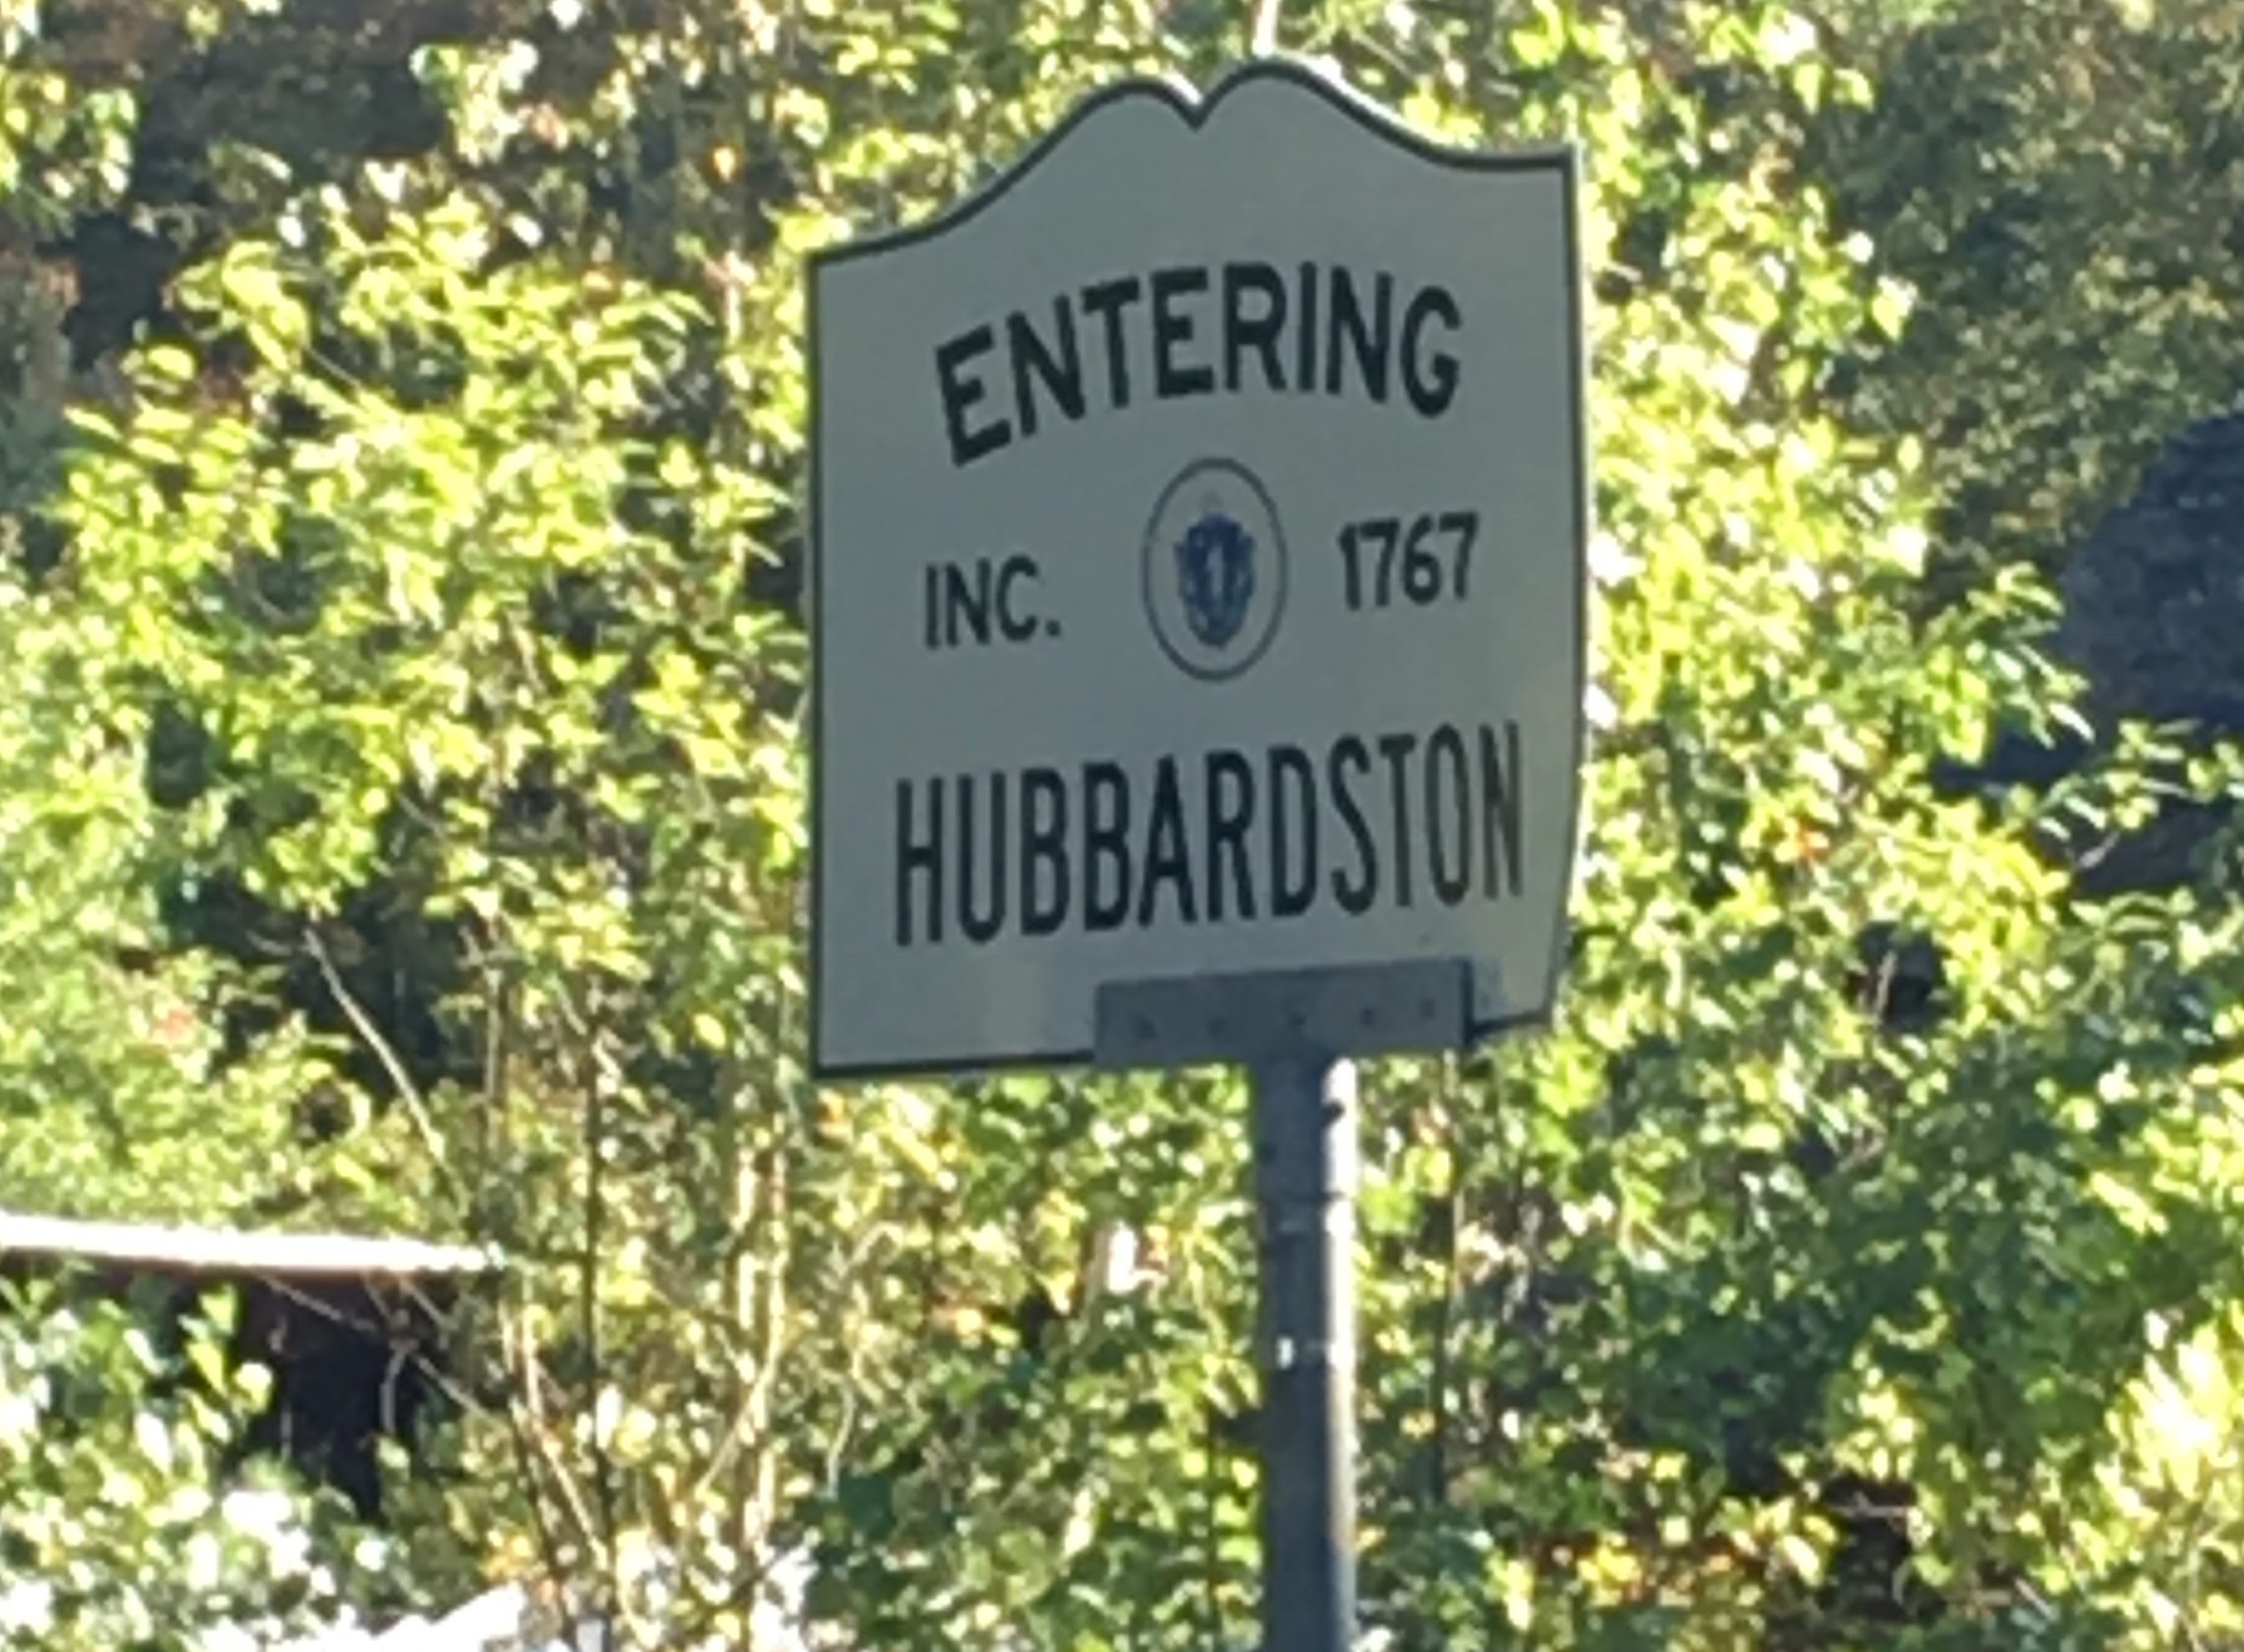 ENTERING
INC. 1767
HUBBARDSTON